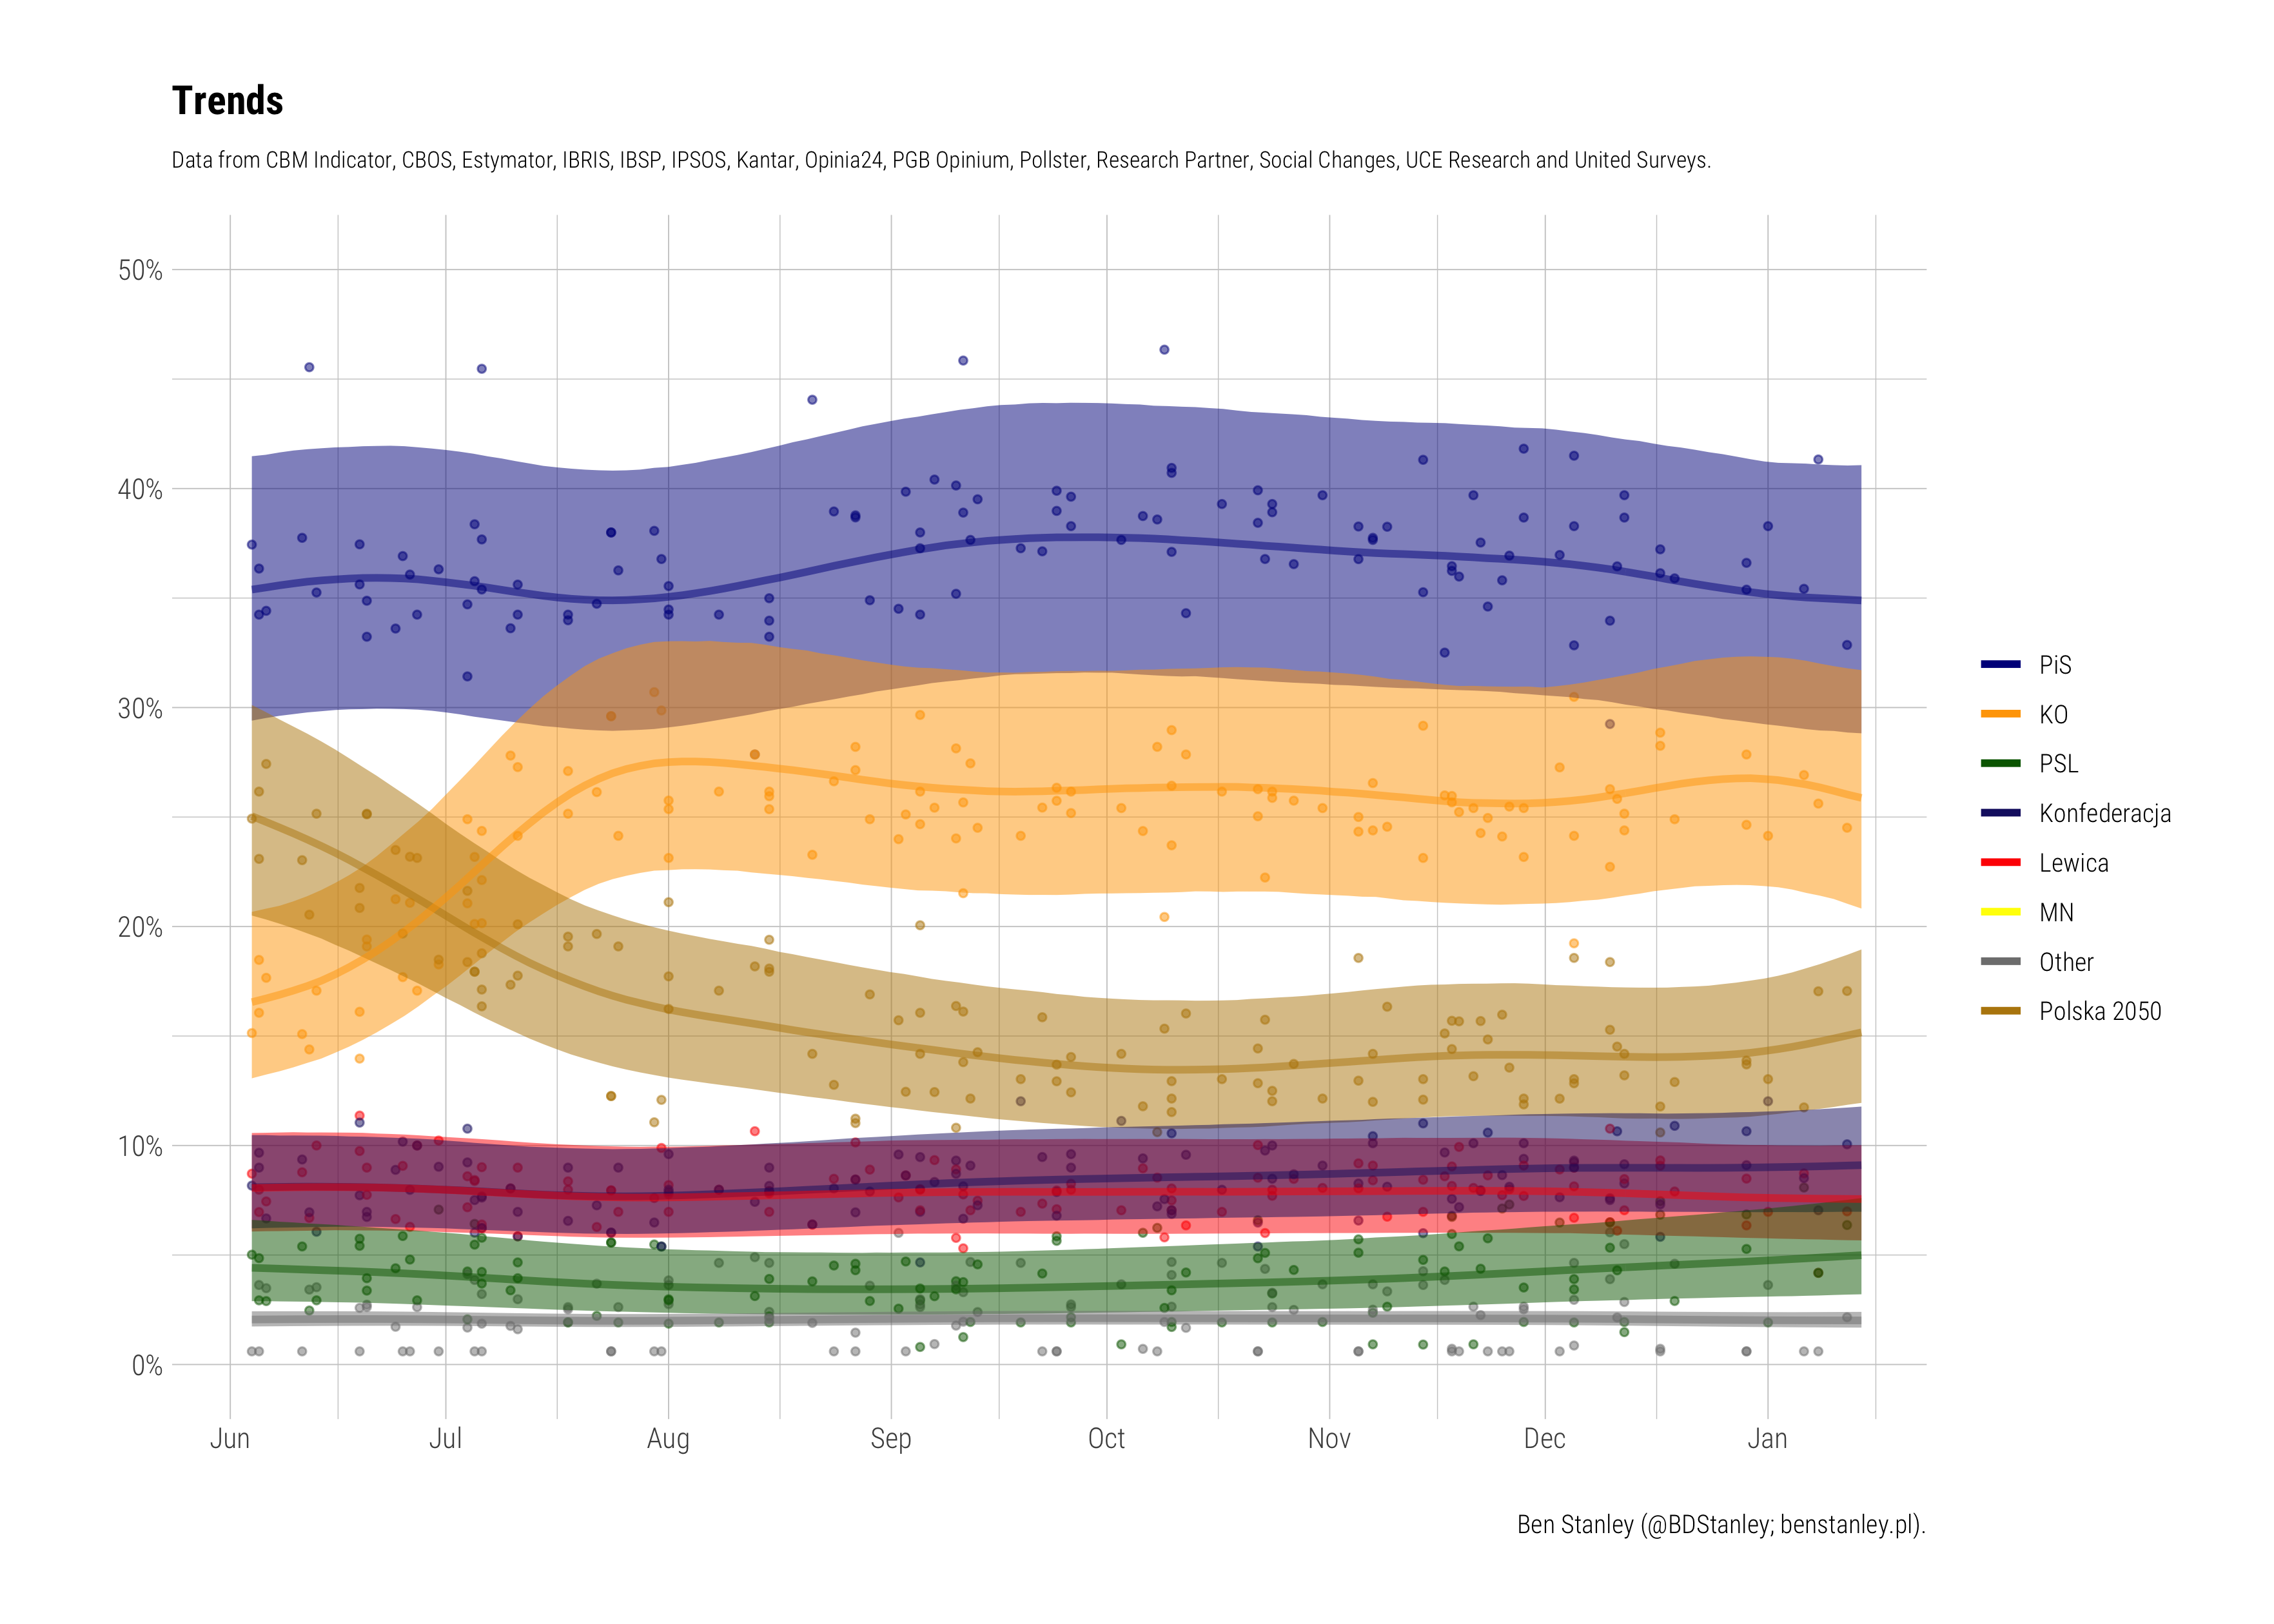 Trends
Data from CBM Indicator, CBOS, Estymator, IBRIS, IBSP, IPSOS, Kantar, Opinia24, PGB Opinium, Pollster, Research Partner, Social Changes, UCE Research and United Surveys.
50%
40%
30%
20%
10%
0%
Jun Jul Aug Sep Oct Nov Dec Jan
PiS
KO
PSL
Konfederacja
Lewica
MN
Other
Polska 2050
Ben Stanley (@BDStanley; benstanley.pl).